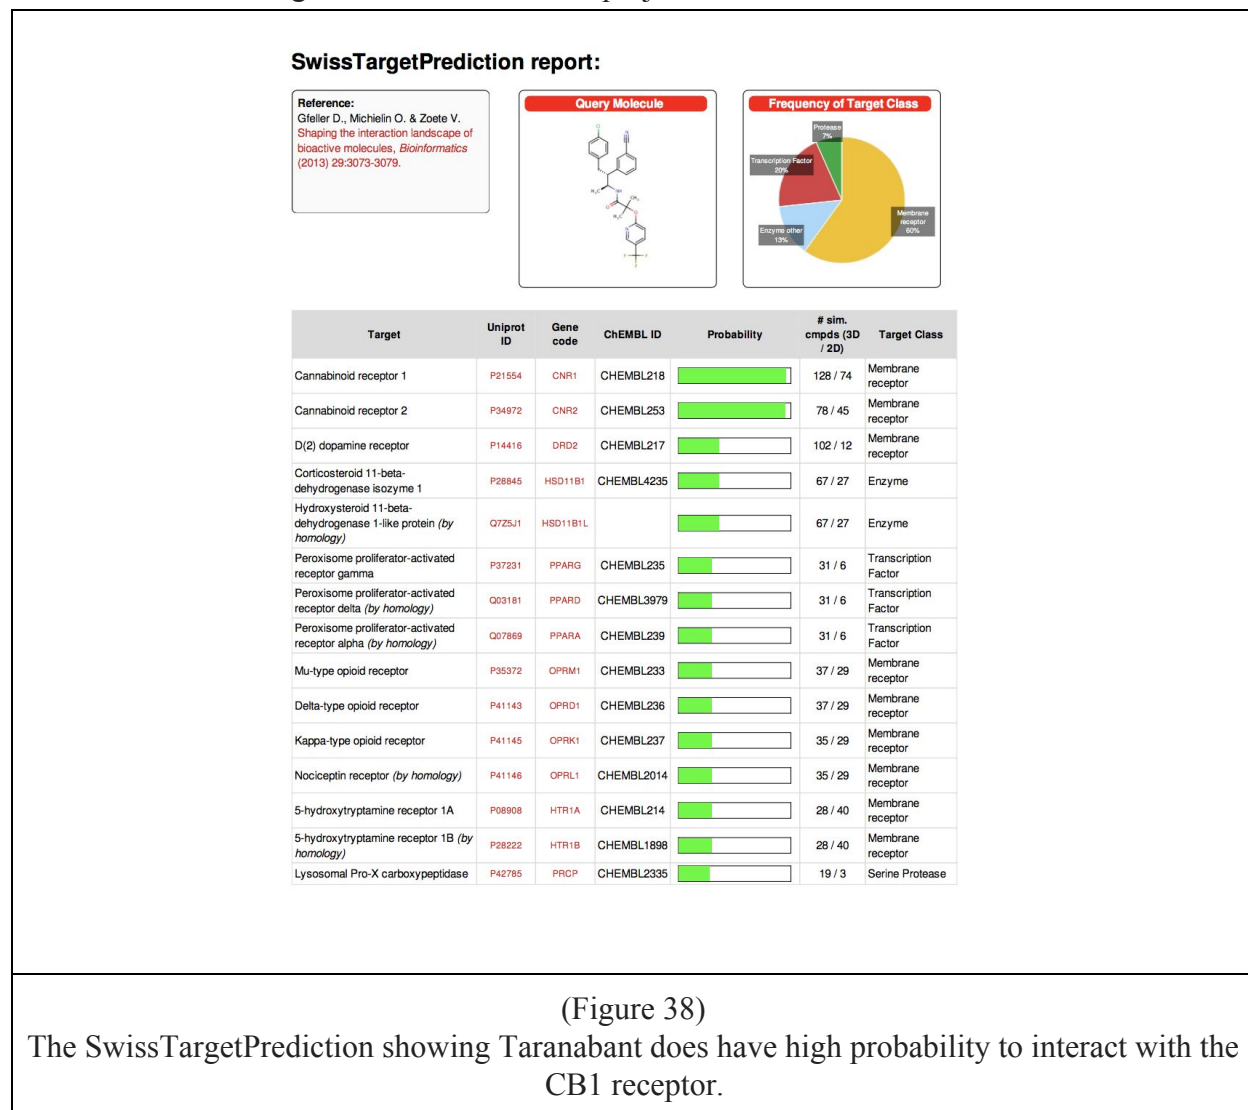 SwissTargetPrediction report:
Reference:
Gfeller D., Michielin O. & Zoete V.
Shaping the interaction landscape of
bioactive molecules, Bioinformatics
(2013) 29:3073-3079.
Query Molecule
Cl
N
H₃C
NH
O
CH₃
H₃C
O
N
F
F
F
Frequency of Target Class
Protease
7%
Transcription Factor
20%
Membrane
receptor
60%
Enzyme other
13%
Target Uniprot ID Gene code ChEMBL ID Probability # sim. cmpds (3D / 2D) Target Class
Cannabinoid receptor 1 P21554 CNR1 CHEMBL218 128 / 74 Membrane receptor
Cannabinoid receptor 2 P34972 CNR2 CHEMBL253 78 / 45 Membrane receptor
D(2) dopamine receptor P14416 DRD2 CHEMBL217 102 / 12 Membrane receptor
Corticosteroid 11-beta-dehydrogenase isozyme 1 P28845 HSD11B1 CHEMBL4235 67 / 27 Enzyme
Hydroxysteroid 11-beta-dehydrogenase 1-like protein (by homology) Q7Z5J1 HSD11B1L 67 / 27 Enzyme
Peroxisome proliferator-activated receptor gamma P37231 PPARG CHEMBL235 31 / 6 Transcription Factor
Peroxisome proliferator-activated receptor delta (by homology) Q03181 PPARD CHEMBL3979 31 / 6 Transcription Factor
Peroxisome proliferator-activated receptor alpha (by homology) Q07869 PPARA CHEMBL239 31 / 6 Transcription Factor
Mu-type opioid receptor P35372 OPRM1 CHEMBL233 37 / 29 Membrane receptor
Delta-type opioid receptor P41143 OPRD1 CHEMBL236 37 / 29 Membrane receptor
Kappa-type opioid receptor P41145 OPRK1 CHEMBL237 35 / 29 Membrane receptor
Nociceptin receptor (by homology) P41146 OPRL1 CHEMBL2014 35 / 29 Membrane receptor
5-hydroxytryptamine receptor 1A P08908 HTR1A CHEMBL214 28 / 40 Membrane receptor
5-hydroxytryptamine receptor 1B (by homology) P28222 HTR1B CHEMBL1898 28 / 40 Membrane receptor
Lysosomal Pro-X carboxypeptidase P42785 PRCP CHEMBL2335 19 / 3 Serine Protease
(Figure 38)
The SwissTargetPrediction showing Taranabant does have high probability to interact with the
CB1 receptor.